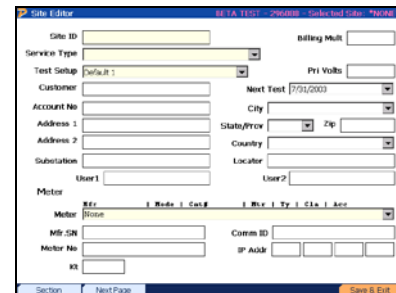 Site Editor BETA TEST - 296080 - Selected Site: *NONE
Site ID Billing Mult
Service Type
Test Setup Default 1 Pri Volts
Customer Next Test 7/31/2003
Account No City
Address 1 State/Prov Zip
Address 2 Country
Substation Locator
User1 User2
Meter
Mfr | Mode | Cat# | Mtr | Ty | Cla | Acc
Meter None
Mfr.SN Comm ID
Meter No IP Addr
Kt
Section Next Page Save & Exit